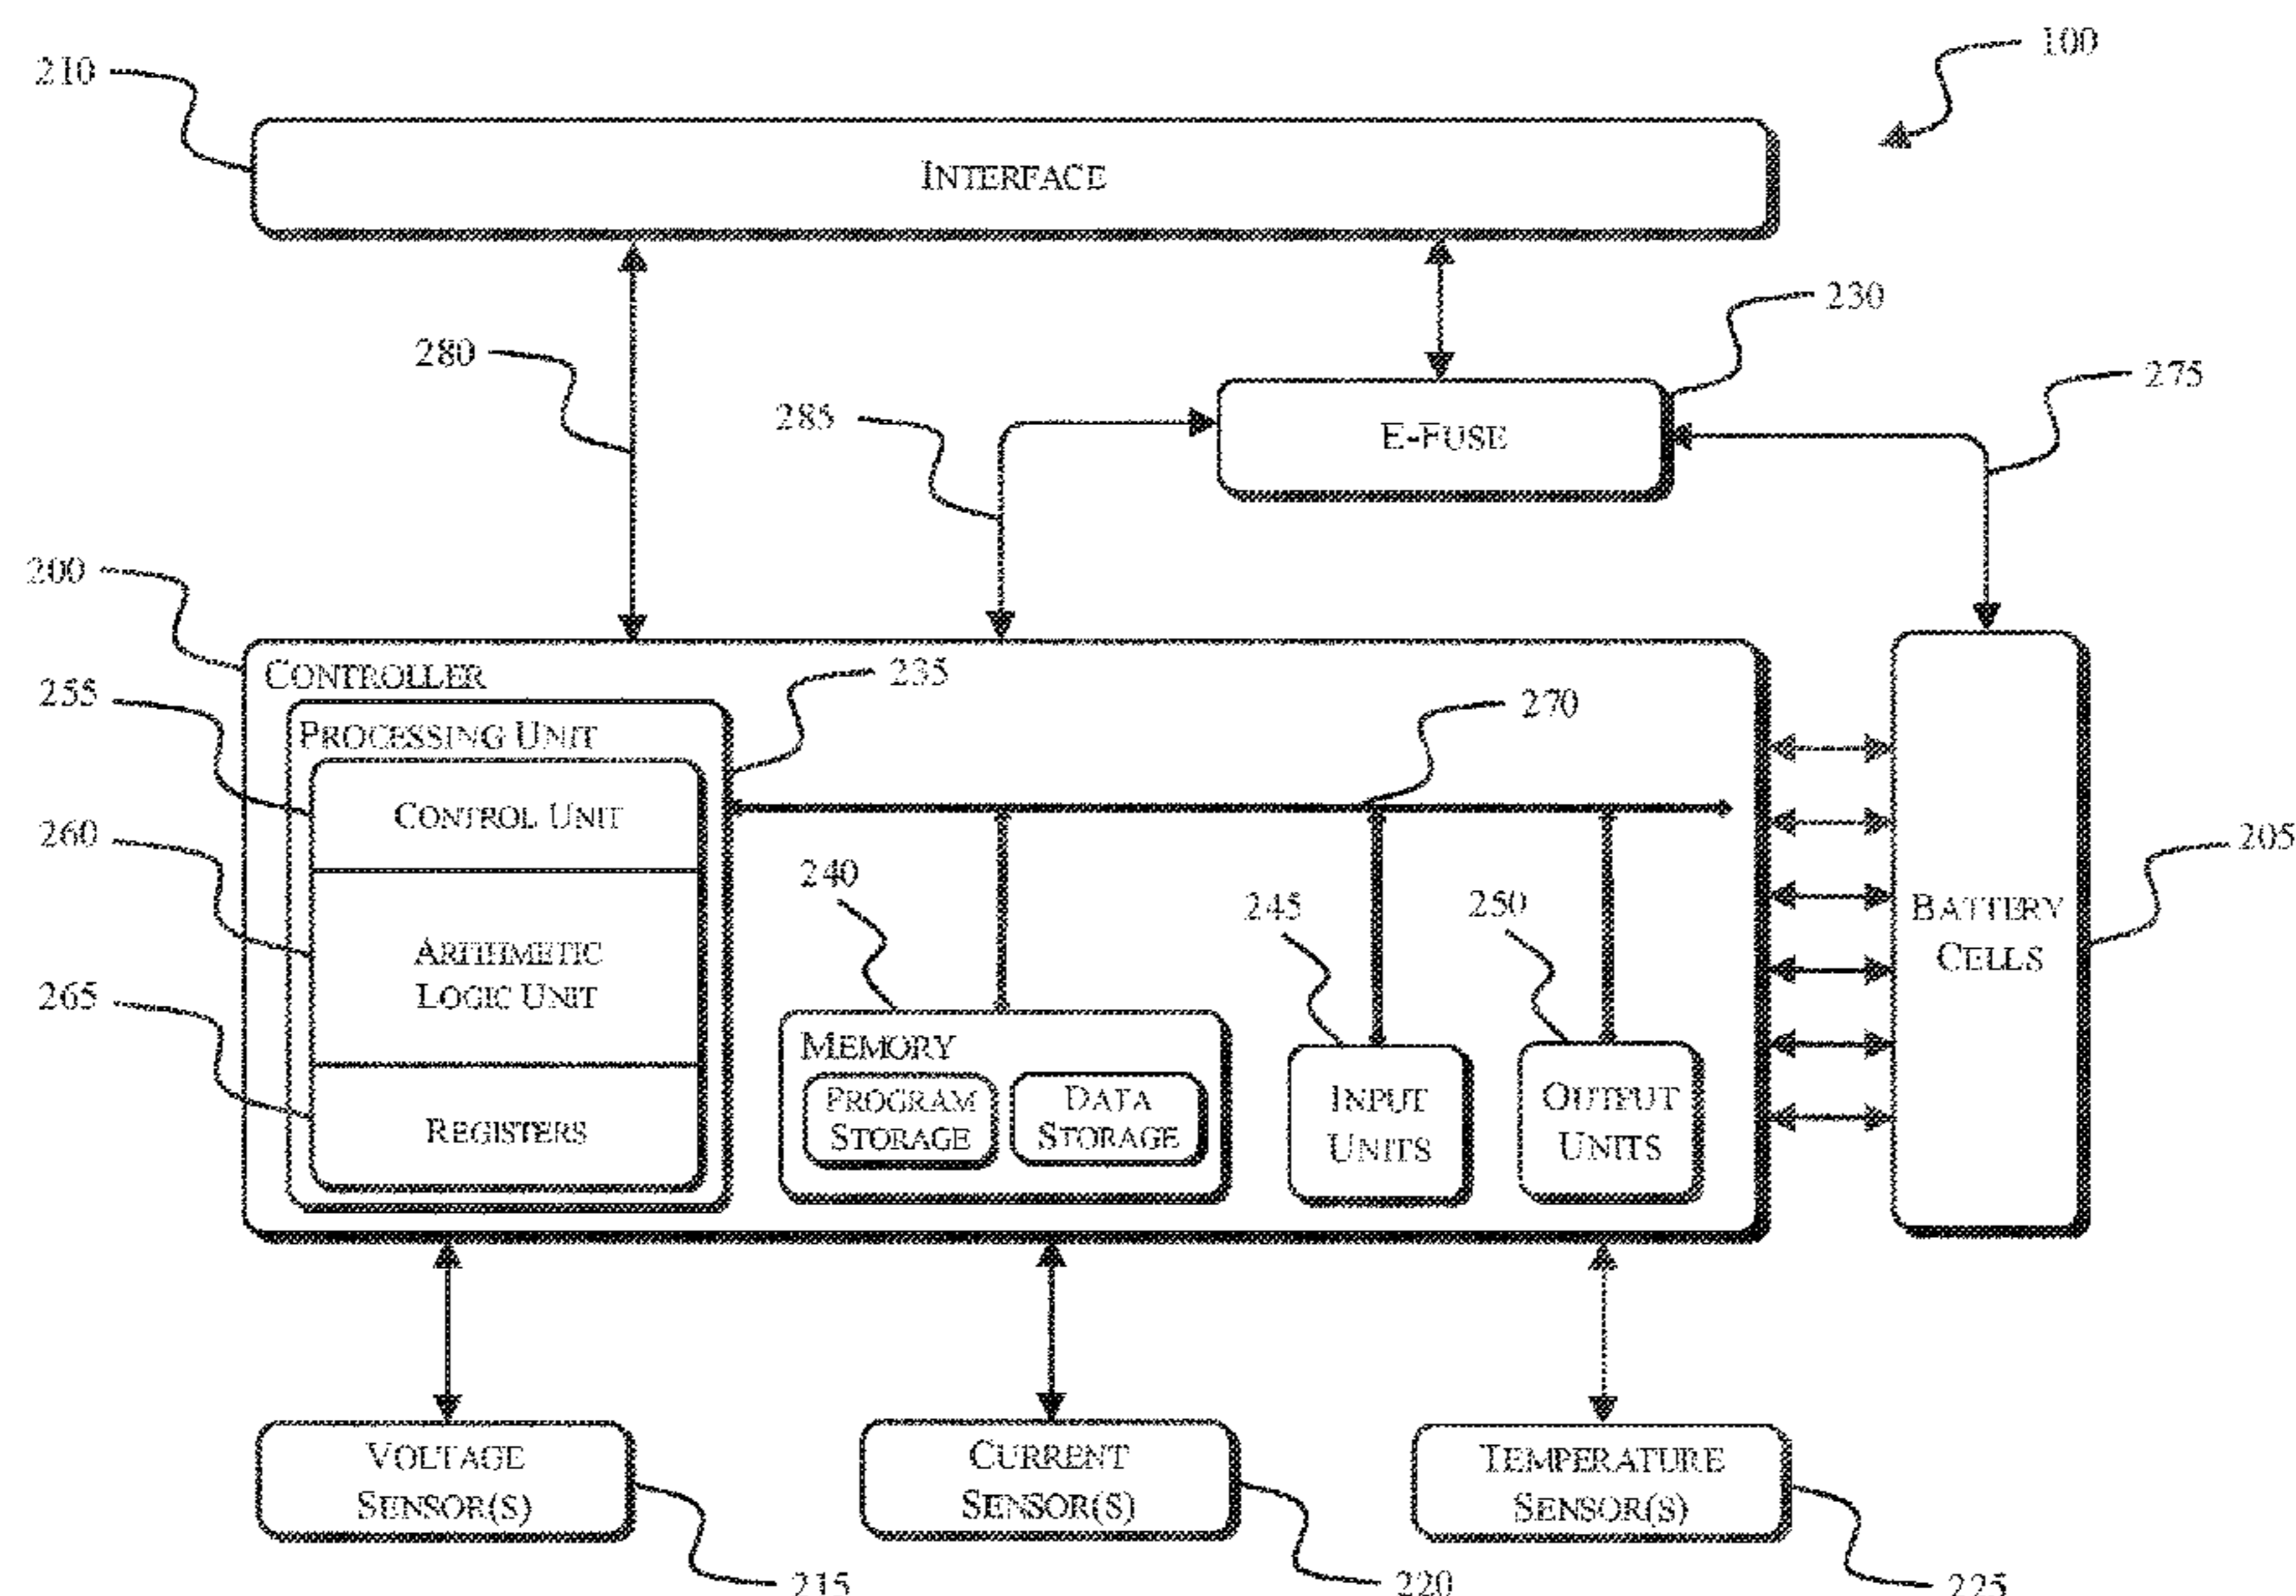 100
210
INTERFACE
230
280
275
285
E-FUSE
200
CONTROLLER
235
255
270
PROCESSING UNIT
CONTROL UNIT
260
205
240
245
250
BATTERY
CELLS
ARITHMETIC
LOGIC UNIT
265
MEMORY
PROGRAM
STORAGE
DATA
STORAGE
INPUT
UNITS
OUTPUT
UNITS
REGISTERS
VOLTAGE
SENSOR(S)
CURRENT
SENSOR(S)
TEMPERATURE
SENSOR(S)
215
220
225